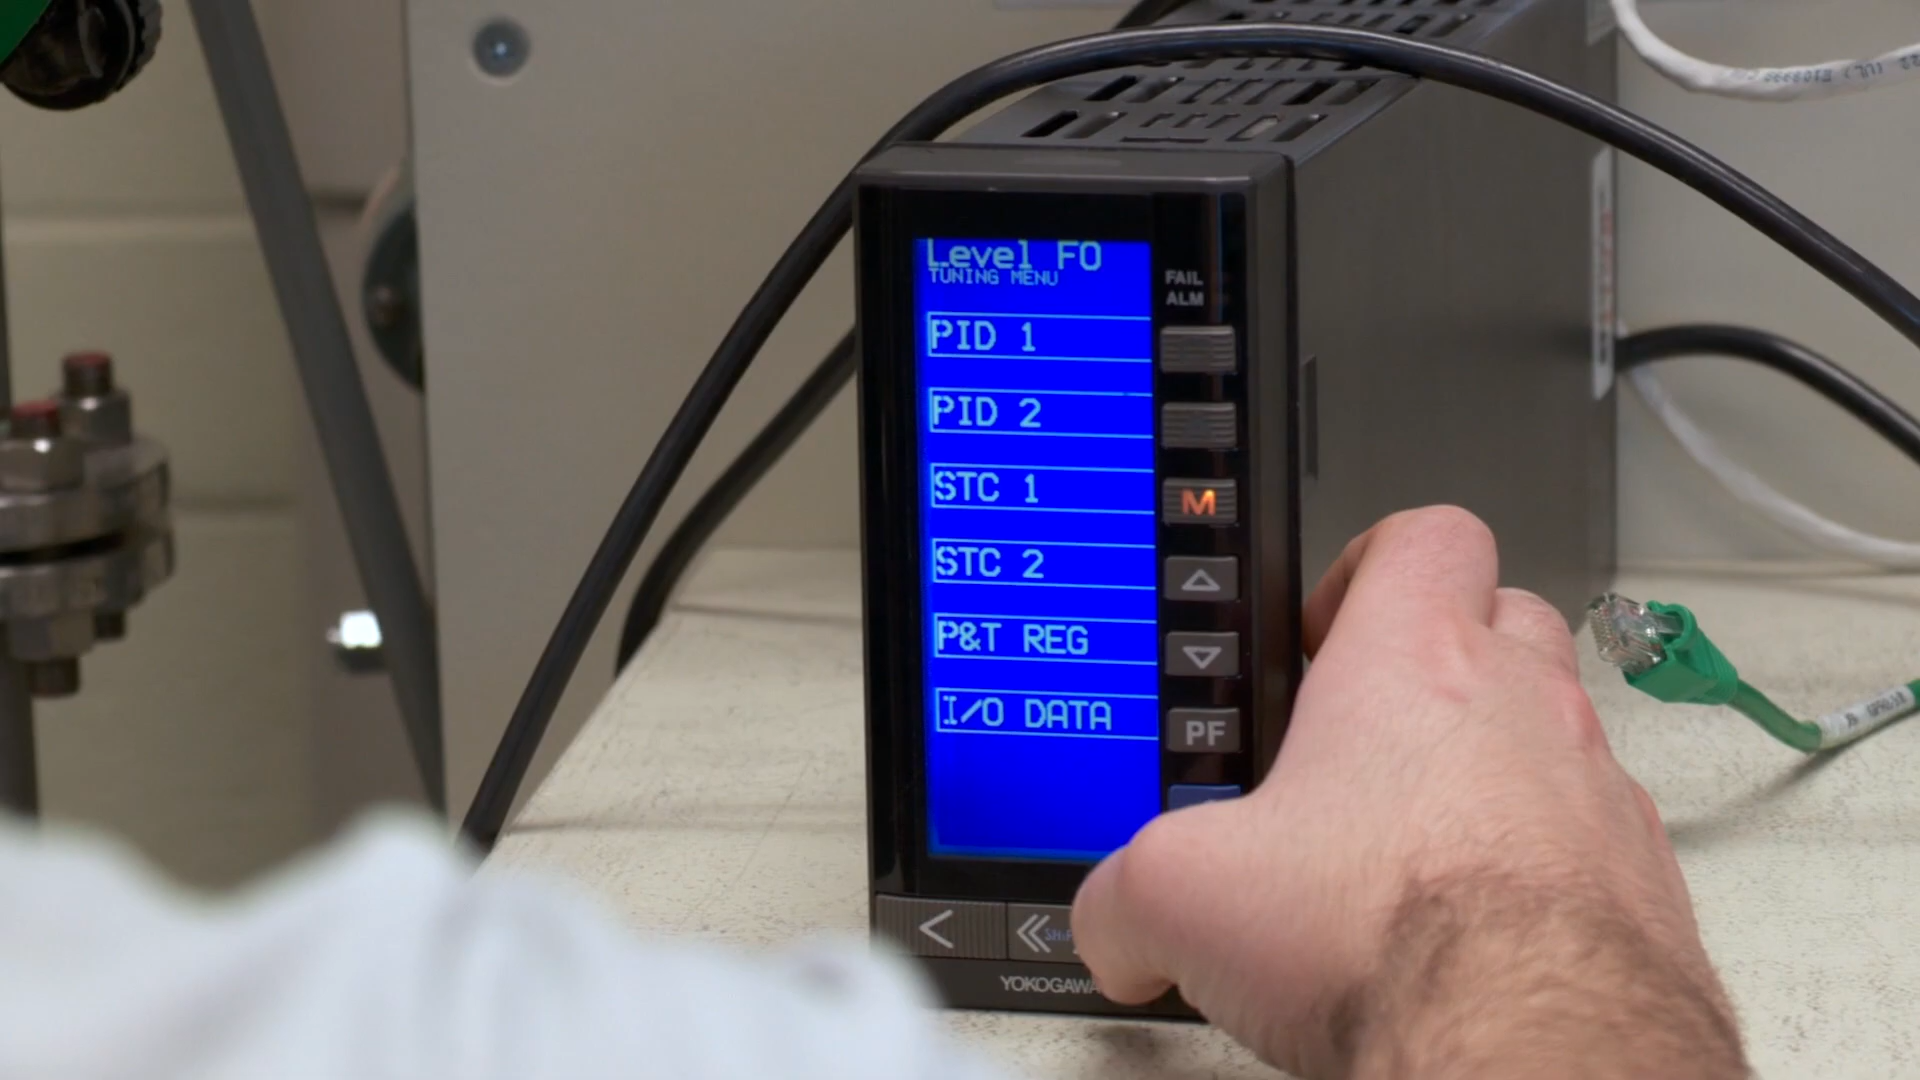 Level FO
TUNING MENU
FAIL
ALM
PID 1
PID 2
STC 1
M
STC 2
P&T REG
I/O DATA
PF
YOKOGAWA